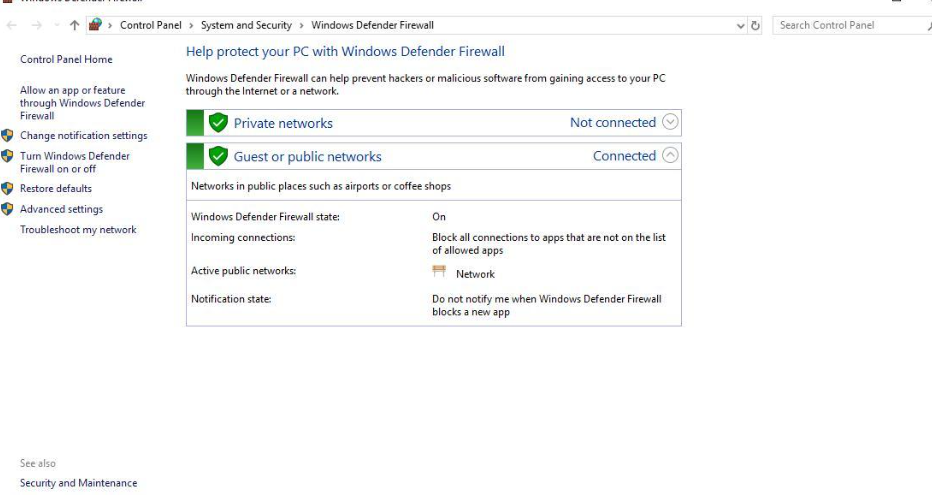 Control Panel › System and Security › Windows Defender Firewall
Search Control Panel
Control Panel Home
Allow an app or feature
through Windows Defender
Firewall
Change notification settings
Turn Windows Defender
Firewall on or off
Restore defaults
Advanced settings
Troubleshoot my network
Help protect your PC with Windows Defender Firewall
Windows Defender Firewall can help prevent hackers or malicious software from gaining access to your PC
through the Internet or a network.
Private networks
Not connected
Guest or public networks
Connected
Networks in public places such as airports or coffee shops
Windows Defender Firewall state:
On
Incoming connections:
Block all connections to apps that are not on the list
of allowed apps
Active public networks:
Network
Notification state:
Do not notify me when Windows Defender Firewall
blocks a new app
See also
Security and Maintenance